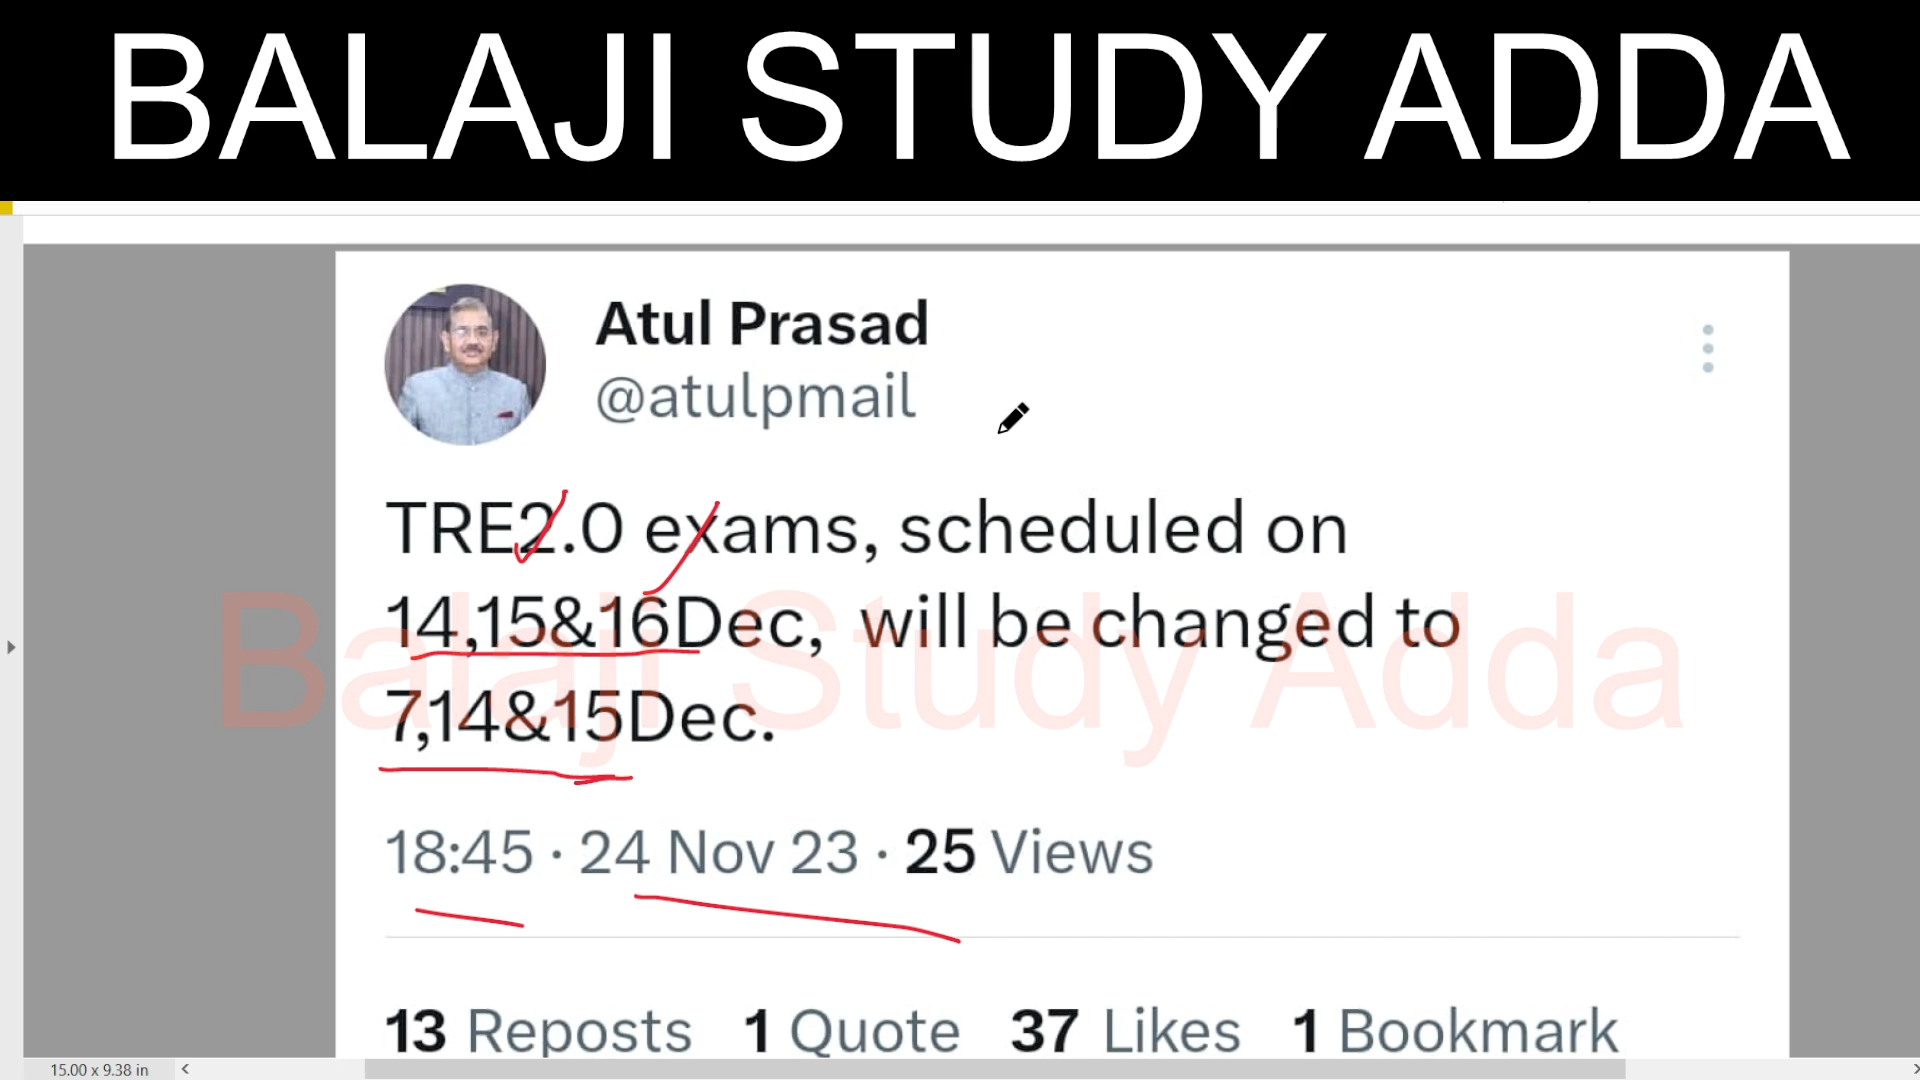 BALAJI STUDY ADDA
Atul Prasad
@atulpmail
TRE2.0 exams, scheduled on
14,15&16Dec, will be changed to
7,14&15Dec.
Balaji Study Adda
18:45 · 24 Nov 23 · 25 Views
13 Reposts 1 Quote 37 Likes 1 Bookmark
15.00 x 9.38 in